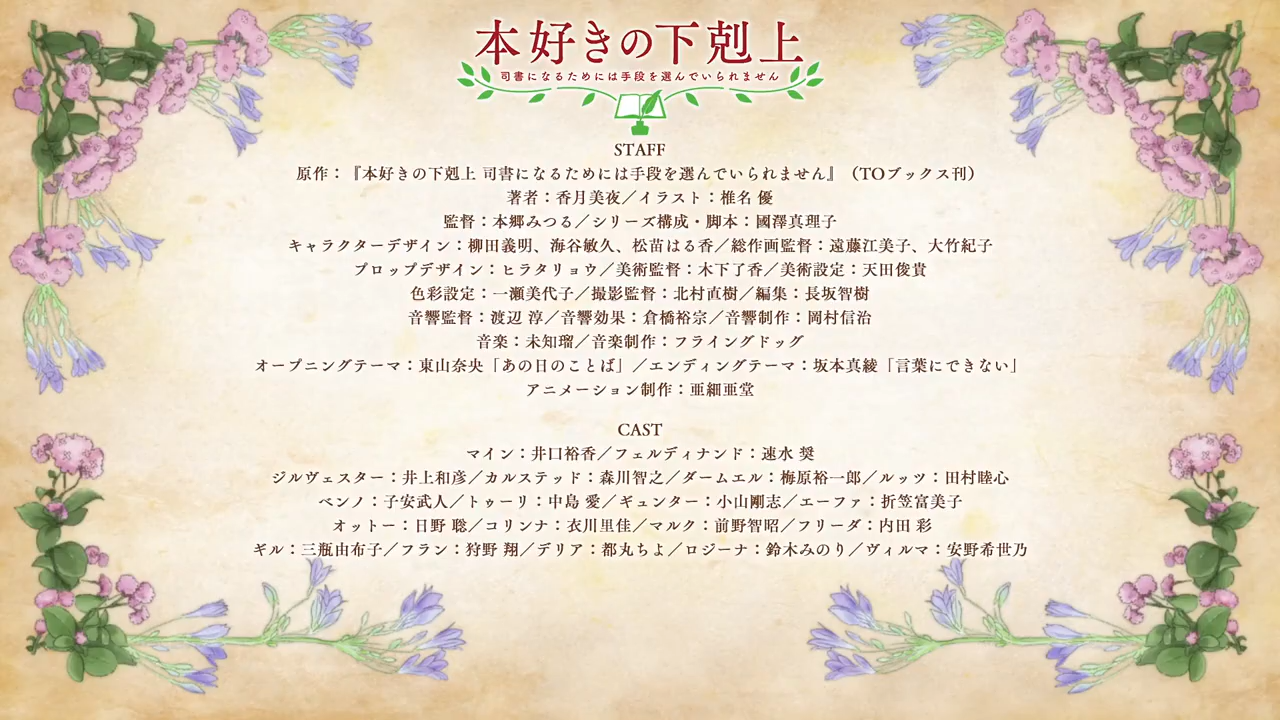 本好きの下剋上
司書になるためには手段を選んでいられません
STAFF
原作：『本好きの下剋上 司書になるためには手段を選んでいられません』（TOブックス刊）
著者：香月美夜／イラスト：椎名 優
監督：本郷みつる／シリーズ構成・脚本：國澤真理子
キャラクターデザイン：柳田義明、海谷敏久、松苗はる香／総作画監督：遠藤江美子、大竹紀子
プロップデザイン：ヒラタリョウ／美術監督：木下了香／美術設定：天田俊貴
色彩設定：一瀬美代子／撮影監督：北村直樹／編集：長坂智樹
音響監督：渡辺 淳／音響効果：倉橋裕宗／音響制作：岡村信治
音楽：未知瑠／音楽制作：フライングドッグ
オープニングテーマ：東山奈央「あの日のことば」／エンディングテーマ：坂本真綾「言葉にできない」
アニメーション制作：亜細亜堂
CAST
マイン：井口裕香／フェルディナンド：速水 奨
ジルヴェスター：井上和彦／カルステッド：森川智之／ダームエル：梅原裕一郎／ルッツ：田村睦心
ベンノ：子安武人／トゥーリ：中島 愛／ギュンター：小山剛志／エーファ：折笠富美子
オットー：日野 聡／コリンナ：衣川里佳／マルク：前野智昭／フリーダ：内田 彩
ギル：三瓶由布子／フラン：狩野 翔／デリア：都丸ちよ／ロジーナ：鈴木みのり／ヴィルマ：安野希世乃